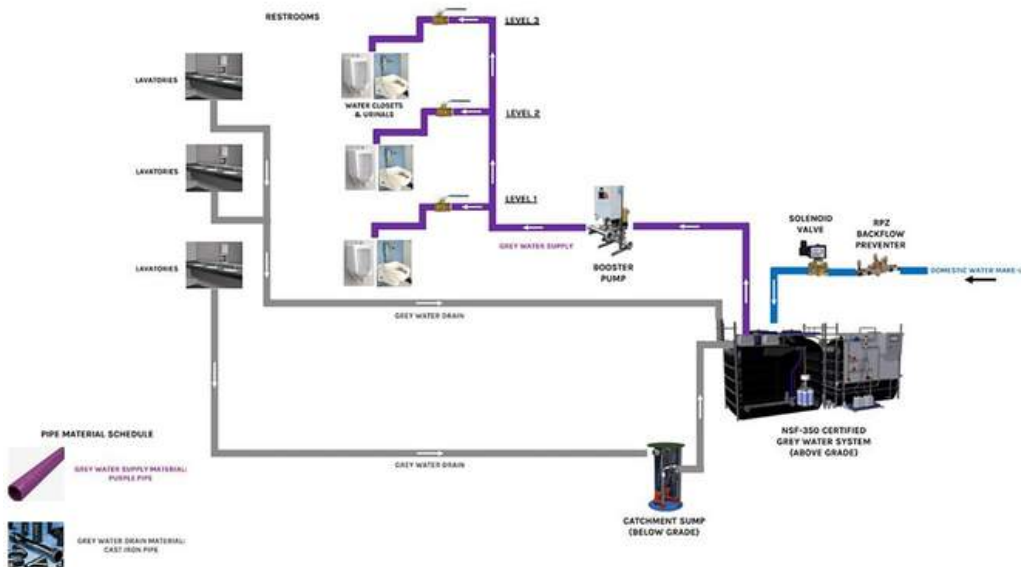 RESTROOMS
LEVEL 3
LAVATORIES
WATER CLOSETS
& URINALS
LEVEL 2
LAVATORIES
LEVEL 1
LAVATORIES
GREY WATER SUPPLY
BOOSTER
PUMP
SOLENOID
VALVE
RPZ
BACKFLOW
PREVENTER
DOMESTIC WATER MAKE-U
GREY WATER DRAIN
NSF-350 CERTIFIED
GREY WATER SYSTEM
(ABOVE GRADE)
GREY WATER DRAIN
CATCHMENT SUMP
(BELOW GRADE)
PIPE MATERIAL SCHEDULE
GREY WATER SUPPLY MATERIAL:
PURPLE PIPE
GREY WATER DRAIN MATERIAL:
CAST IRON PIPE